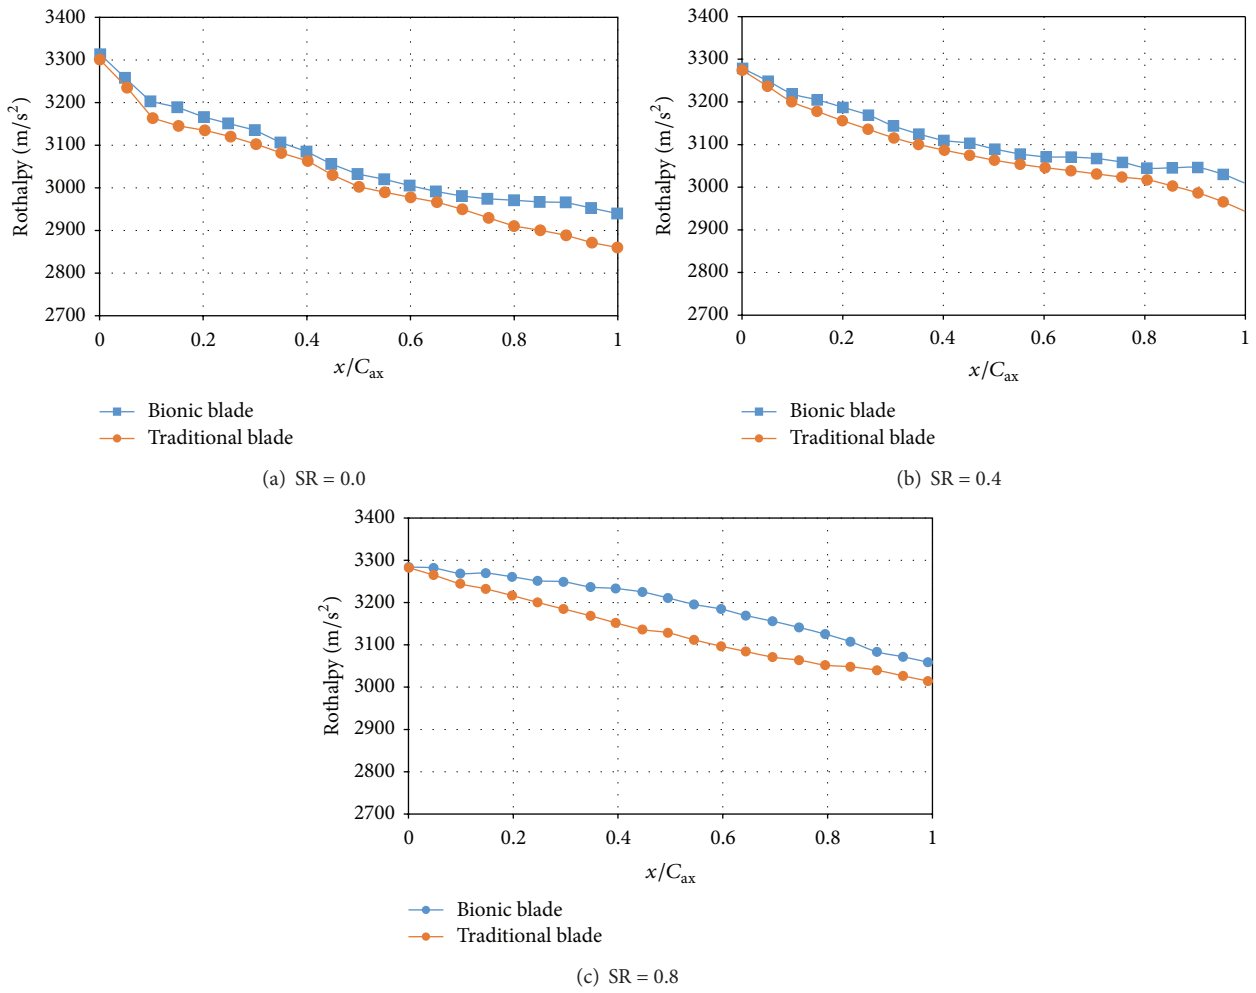 3400
3300
3200
3100
3000
2900
2800
2700
Rothalpy (m/s²)
0 0.2 0.4 0.6 0.8 1
x/C_ax
Bionic blade
Traditional blade
(a) SR = 0.0
3400
3300
3200
3100
3000
2900
2800
2700
Rothalpy (m/s²)
0 0.2 0.4 0.6 0.8 1
x/C_ax
Bionic blade
Traditional blade
(b) SR = 0.4
3400
3300
3200
3100
3000
2900
2800
2700
Rothalpy (m/s²)
0 0.2 0.4 0.6 0.8 1
x/C_ax
Bionic blade
Traditional blade
(c) SR = 0.8